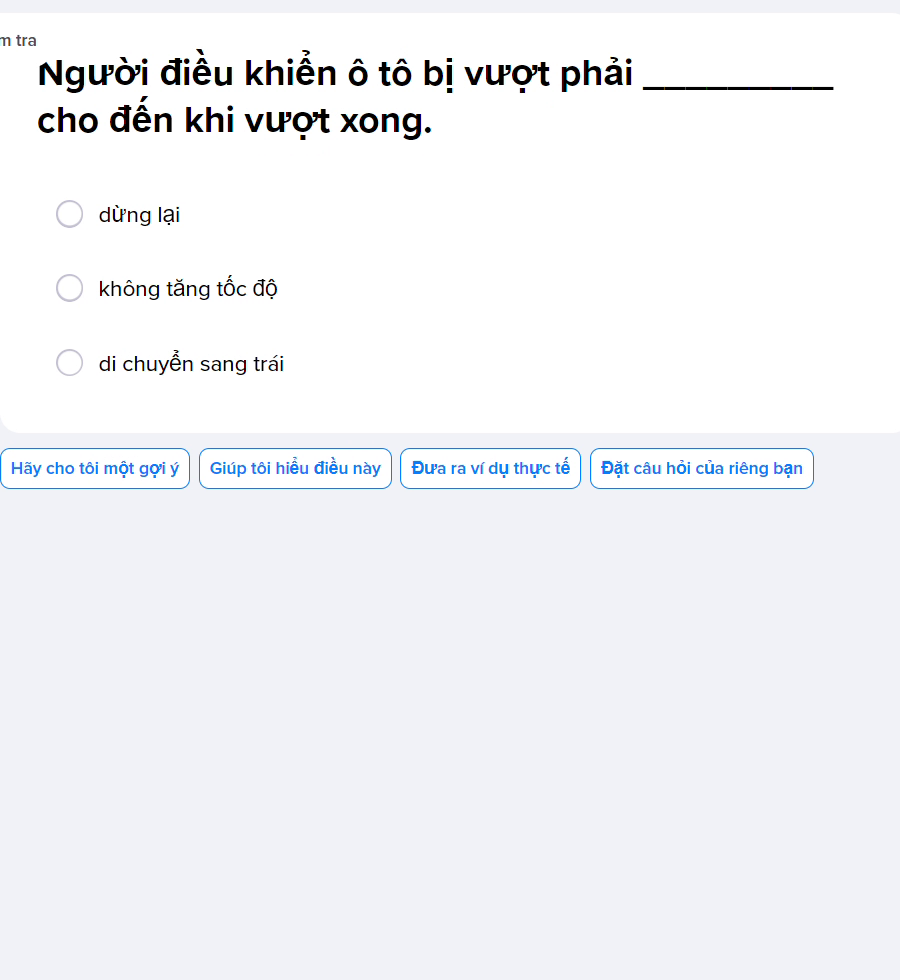 m tra
Người điều khiển ô tô bị vượt phải __________
cho đến khi vượt xong.
dừng lại
không tăng tốc độ
di chuyển sang trái
Hãy cho tôi một gợi ý
Giúp tôi hiểu điều này
Đưa ra ví dụ thực tế
Đặt câu hỏi của riêng bạn